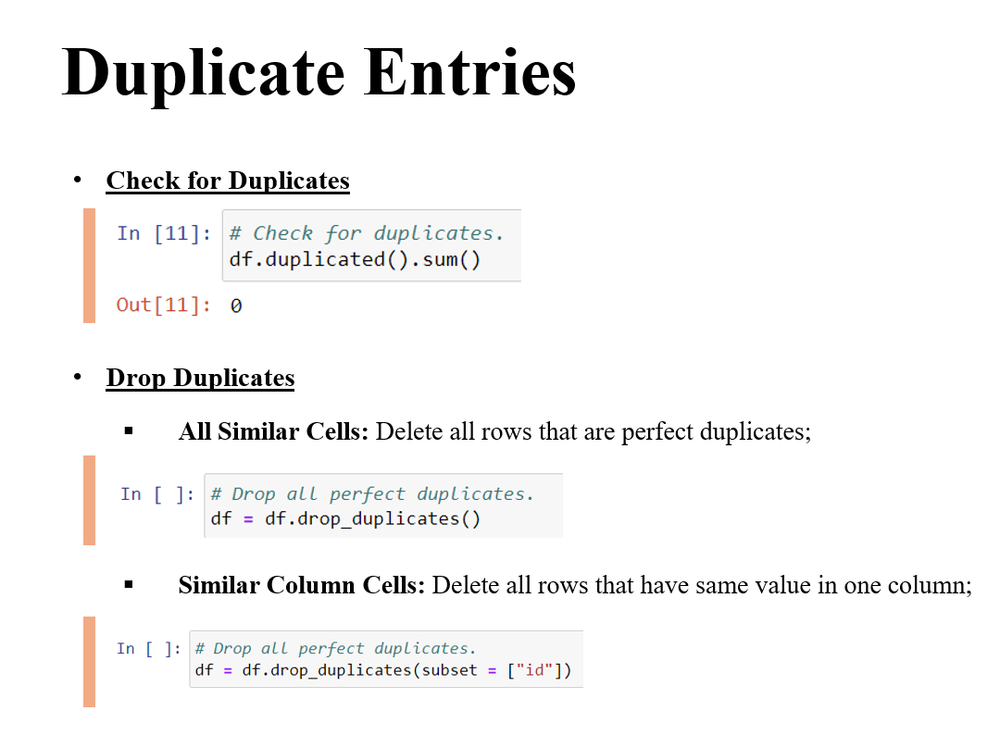 Duplicate Entries
• Check for Duplicates
In [11]: # Check for duplicates.
df.duplicated().sum()
Out[11]: 0
• Drop Duplicates
▪ All Similar Cells: Delete all rows that are perfect duplicates;
In [ ]: # Drop all perfect duplicates.
df = df.drop_duplicates()
▪ Similar Column Cells: Delete all rows that have same value in one column;
In [ ]: # Drop all perfect duplicates.
df = df.drop_duplicates(subset = ["id"])